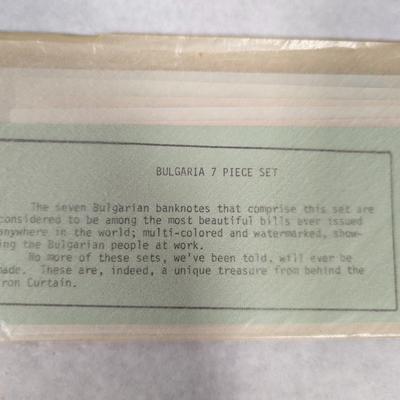 BULGARIA 7 PIECE SET
The seven Bulgarian banknotes that comprise this set are
considered to be among the most beautiful bills ever issued
anywhere in the world; multi-colored and watermarked, show-
ing the Bulgarian people at work.
No more of these sets, we've been told, will ever be
made. These are, indeed, a unique treasure from behind the
Iron Curtain.